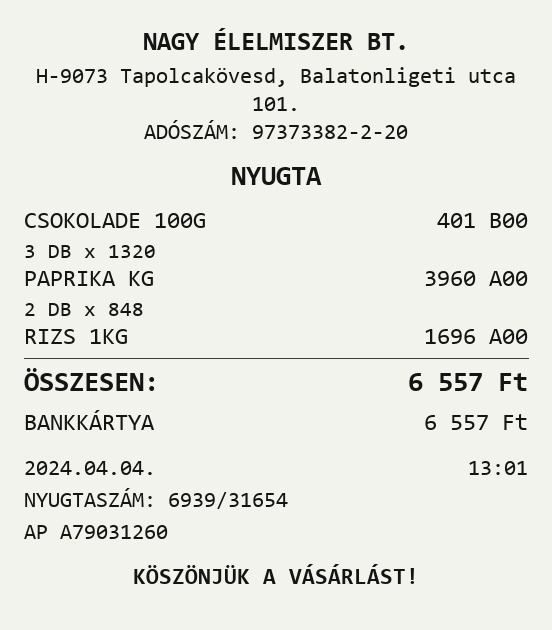 NAGY ÉLELMISZER BT.
H-9073 Tapolcakövesd, Balatonligeti utca
101.
ADÓSZÁM: 97373382-2-20
NYUGTA
CSOKOLADE 100G 401 B00
3 DB x 1320
PAPRIKA KG 3960 A00
2 DB x 848
RIZS 1KG 1696 A00
ÖSSZESEN: 6 557 Ft
BANKKÁRTYA 6 557 Ft
2024.04.04. 13:01
NYUGTASZÁM: 6939/31654
AP A79031260
KÖSZÖNJÜK A VÁSÁRLÁST!